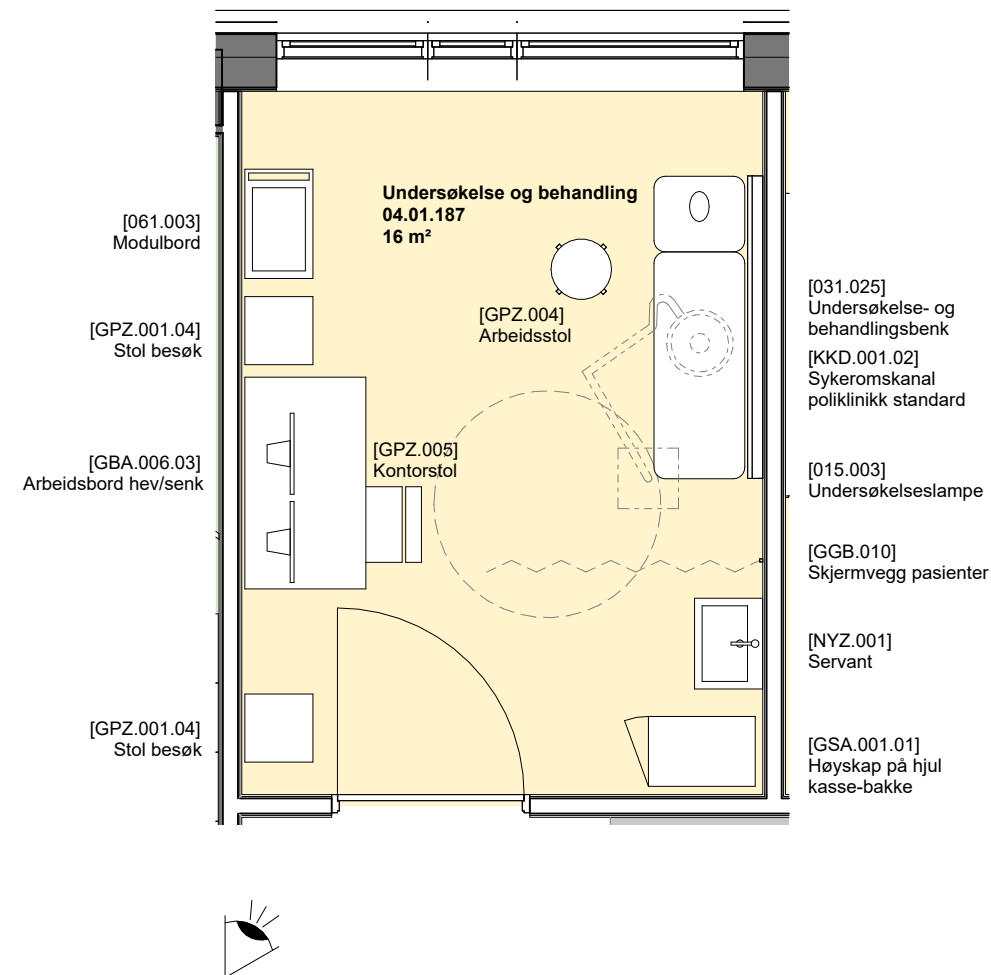 Undersøkelse og behandling
04.01.187
16 m²
[061.003]
Modulbord
[GPZ.001.04]
Stol besøk
[GBA.006.03]
Arbeidsbord hev/senk
[GPZ.001.04]
Stol besøk
[GPZ.004]
Arbeidsstol
[GPZ.005]
Kontorstol
[031.025]
Undersøkelse- og
behandlingsbenk
[KKD.001.02]
Sykeromskanal
poliklinikk standard
[015.003]
Undersøkelseslampe
[GGB.010]
Skjermvegg pasienter
[NYZ.001]
Servant
[GSA.001.01]
Høyskap på hjul
kasse-bakke